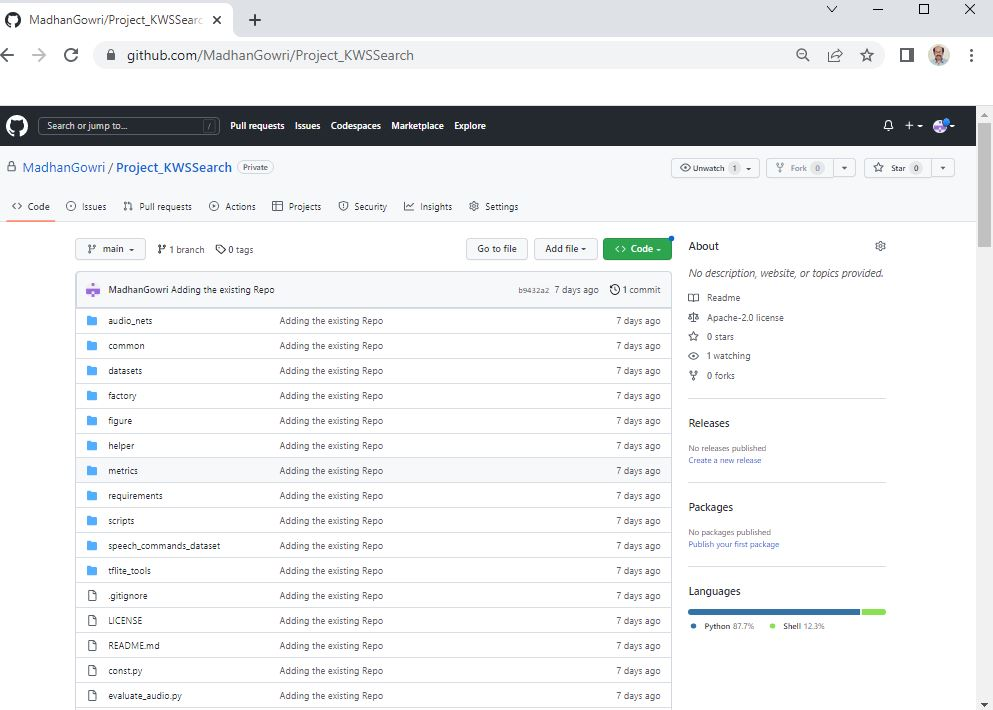 MadhanGowri/Project_KWSSearc
github.com/MadhanGowri/Project_KWSSearch
Search or jump to... / Pull requests Issues Codespaces Marketplace Explore
MadhanGowri / Project_KWSSearch Private Unwatch 1 Fork 0 Star 0
Code Issues Pull requests Actions Projects Security Insights Settings
main 1 branch 0 tags Go to file Add file Code
MadhanGowri Adding the existing Repo b9432a2 7 days ago 1 commit
audio_nets Adding the existing Repo 7 days ago
common Adding the existing Repo 7 days ago
datasets Adding the existing Repo 7 days ago
factory Adding the existing Repo 7 days ago
figure Adding the existing Repo 7 days ago
helper Adding the existing Repo 7 days ago
metrics Adding the existing Repo 7 days ago
requirements Adding the existing Repo 7 days ago
scripts Adding the existing Repo 7 days ago
speech_commands_dataset Adding the existing Repo 7 days ago
tflite_tools Adding the existing Repo 7 days ago
.gitignore Adding the existing Repo 7 days ago
LICENSE Adding the existing Repo 7 days ago
README.md Adding the existing Repo 7 days ago
const.py Adding the existing Repo 7 days ago
evaluate_audio.py Adding the existing Repo 7 days ago
About
No description, website, or topics provided.
Readme
Apache-2.0 license
0 stars
1 watching
0 forks
Releases
No releases published
Create a new release
Packages
No packages published
Publish your first package
Languages
Python 87.7% Shell 12.3%